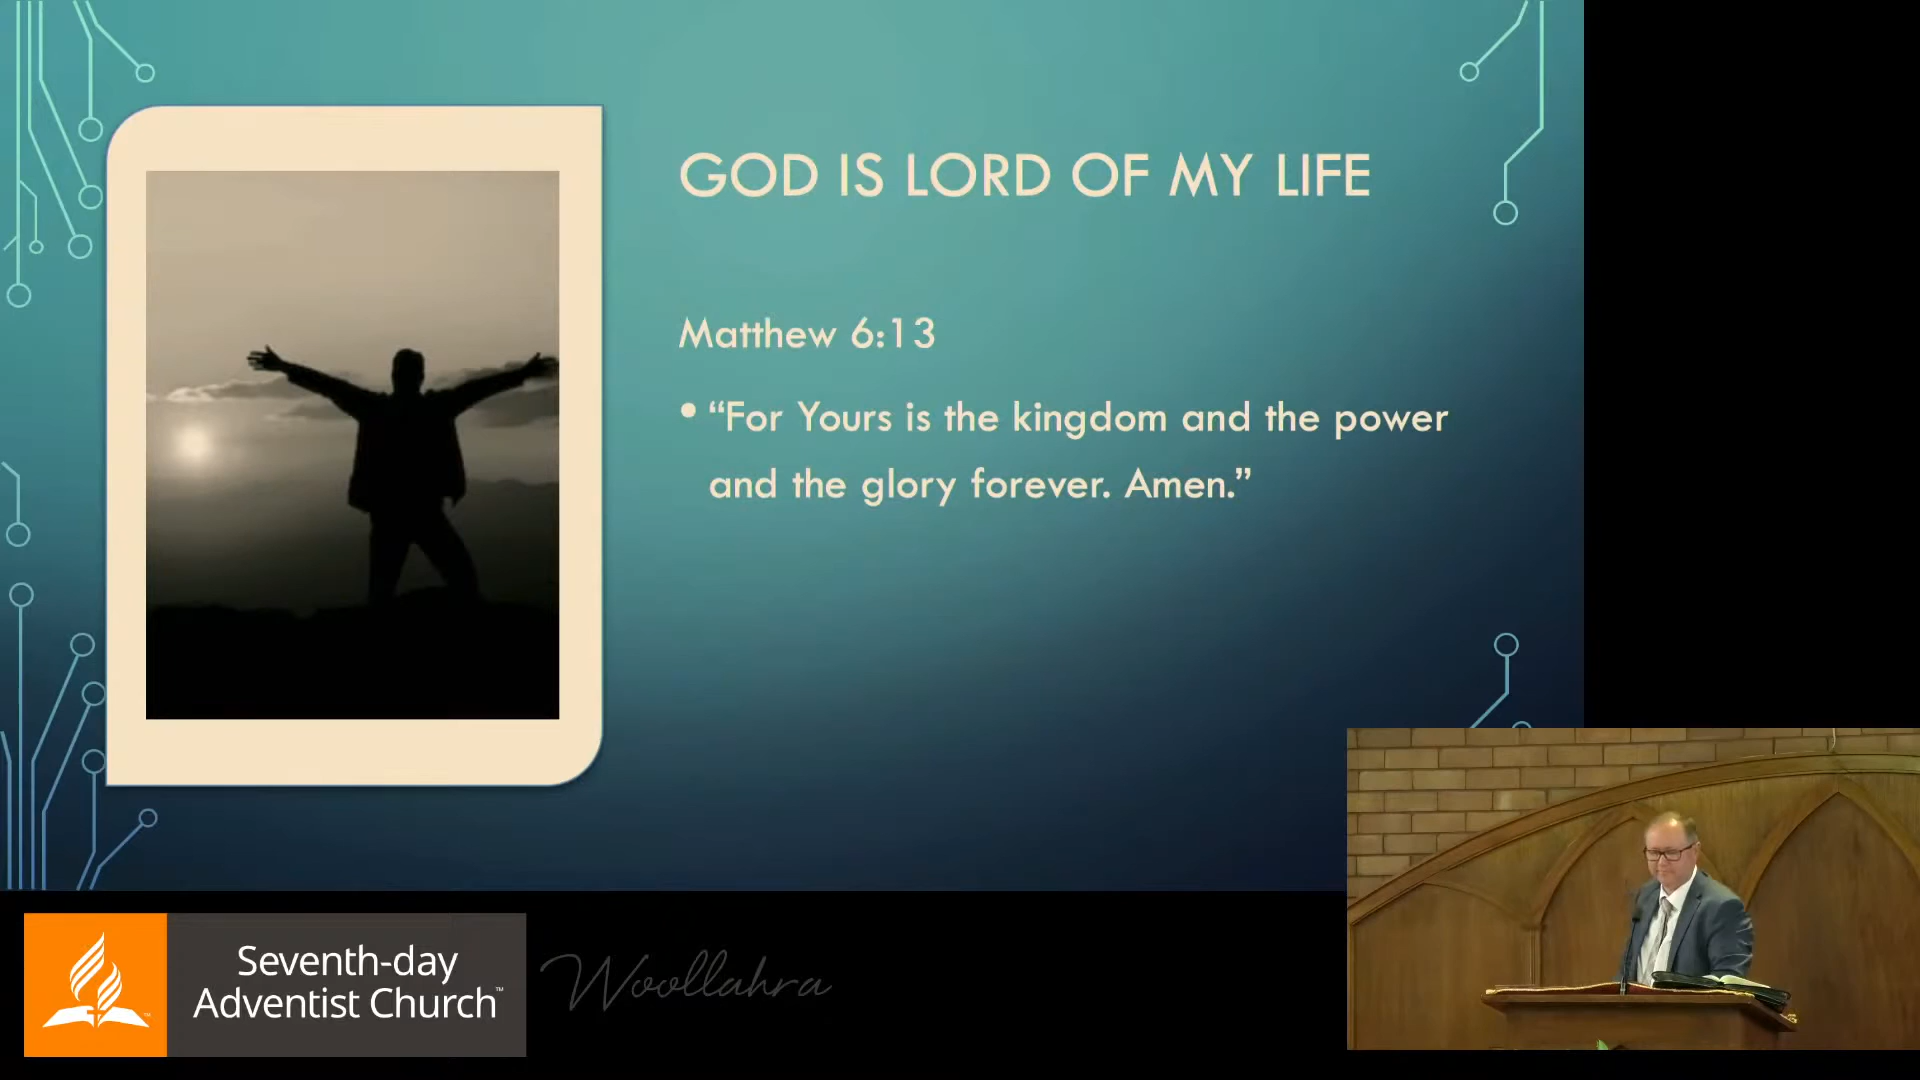 GOD IS LORD OF MY LIFE
Matthew 6:13
• “For Yours is the kingdom and the power
and the glory forever. Amen.”
Seventh-day
Adventist Church™
Woollahra